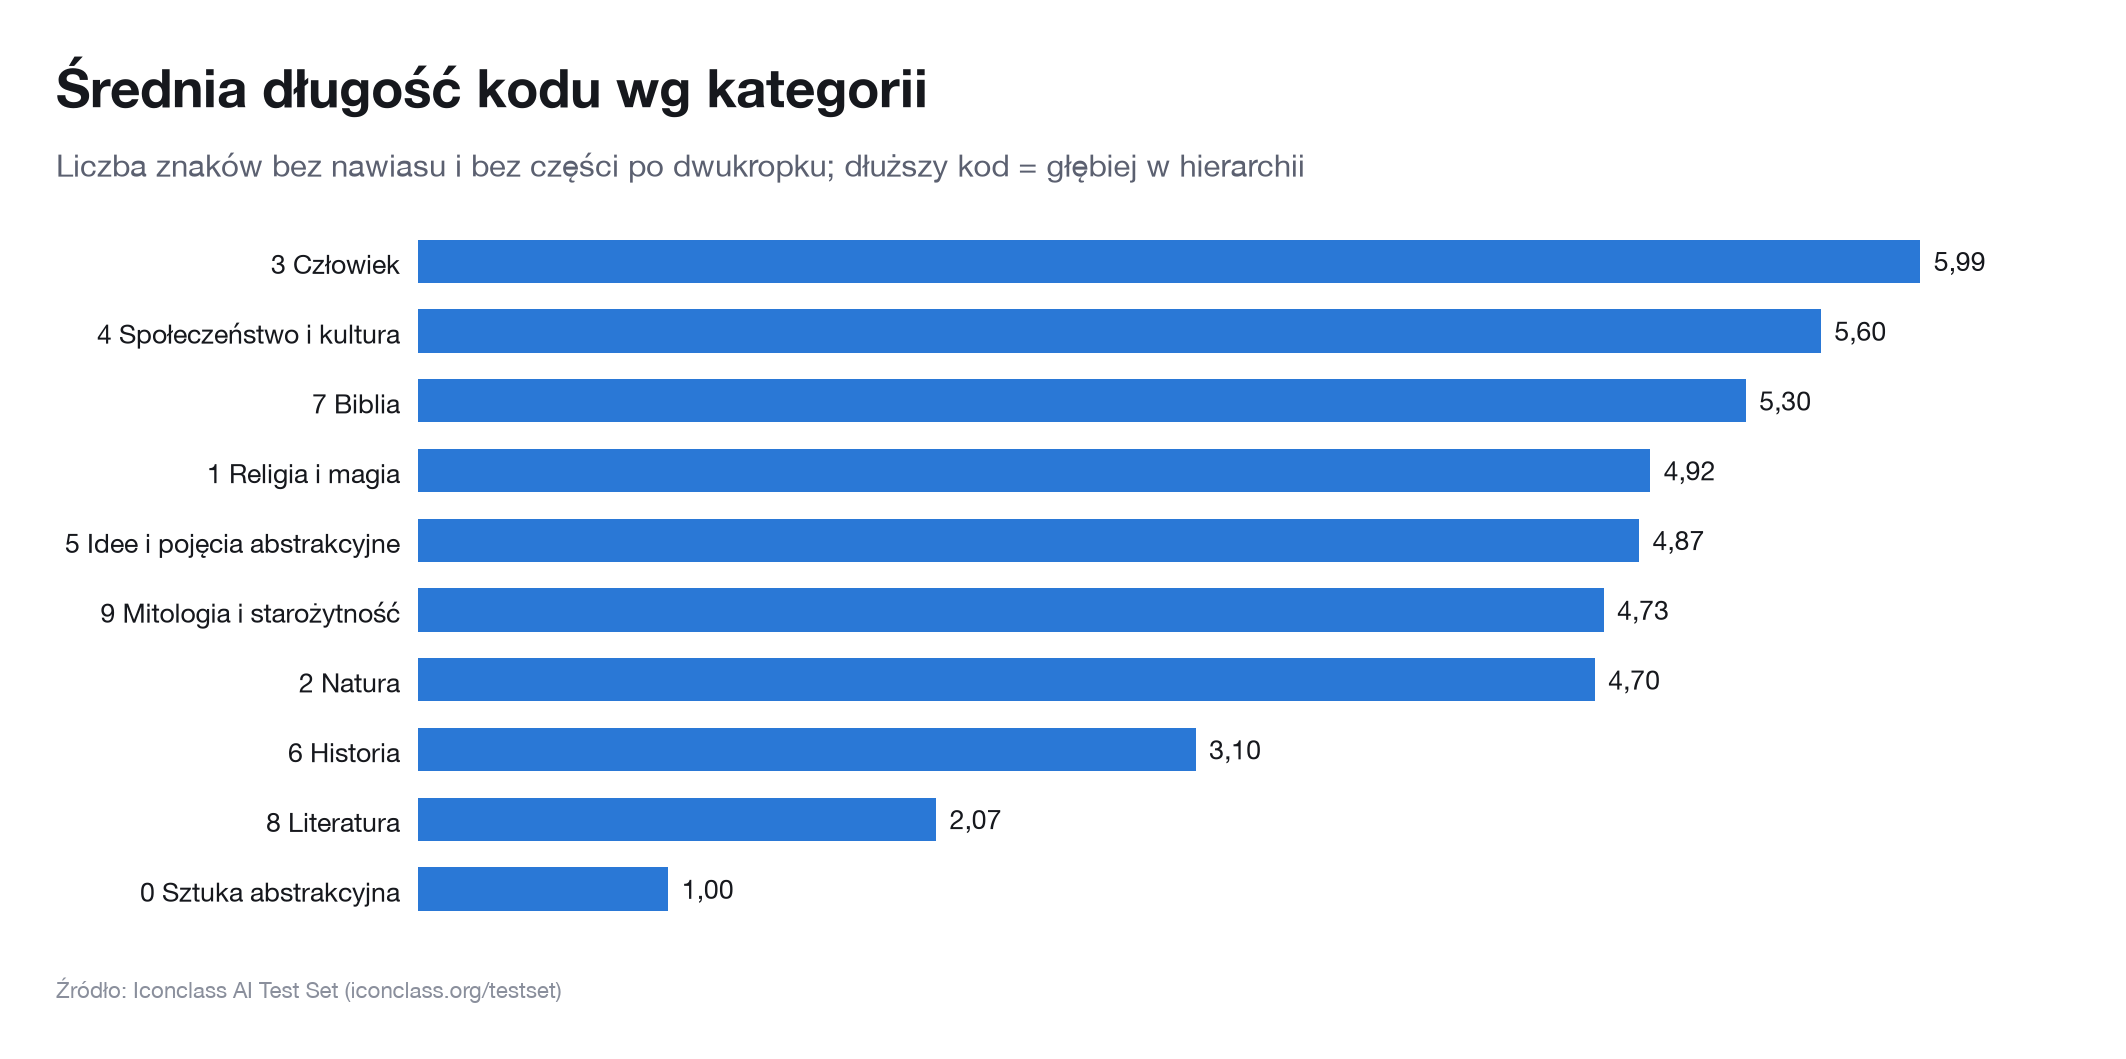 Średnia długość kodu wg kategorii
Liczba znaków bez nawiasu i bez części po dwukropku; dłuższy kod = głębiej w hierarchii
3 Człowiek 5,99
4 Społeczeństwo i kultura 5,60
7 Biblia 5,30
1 Religia i magia 4,92
5 Idee i pojęcia abstrakcyjne 4,87
9 Mitologia i starożytność 4,73
2 Natura 4,70
6 Historia 3,10
8 Literatura 2,07
0 Sztuka abstrakcyjna 1,00
Źródło: Iconclass AI Test Set (iconclass.org/testset)